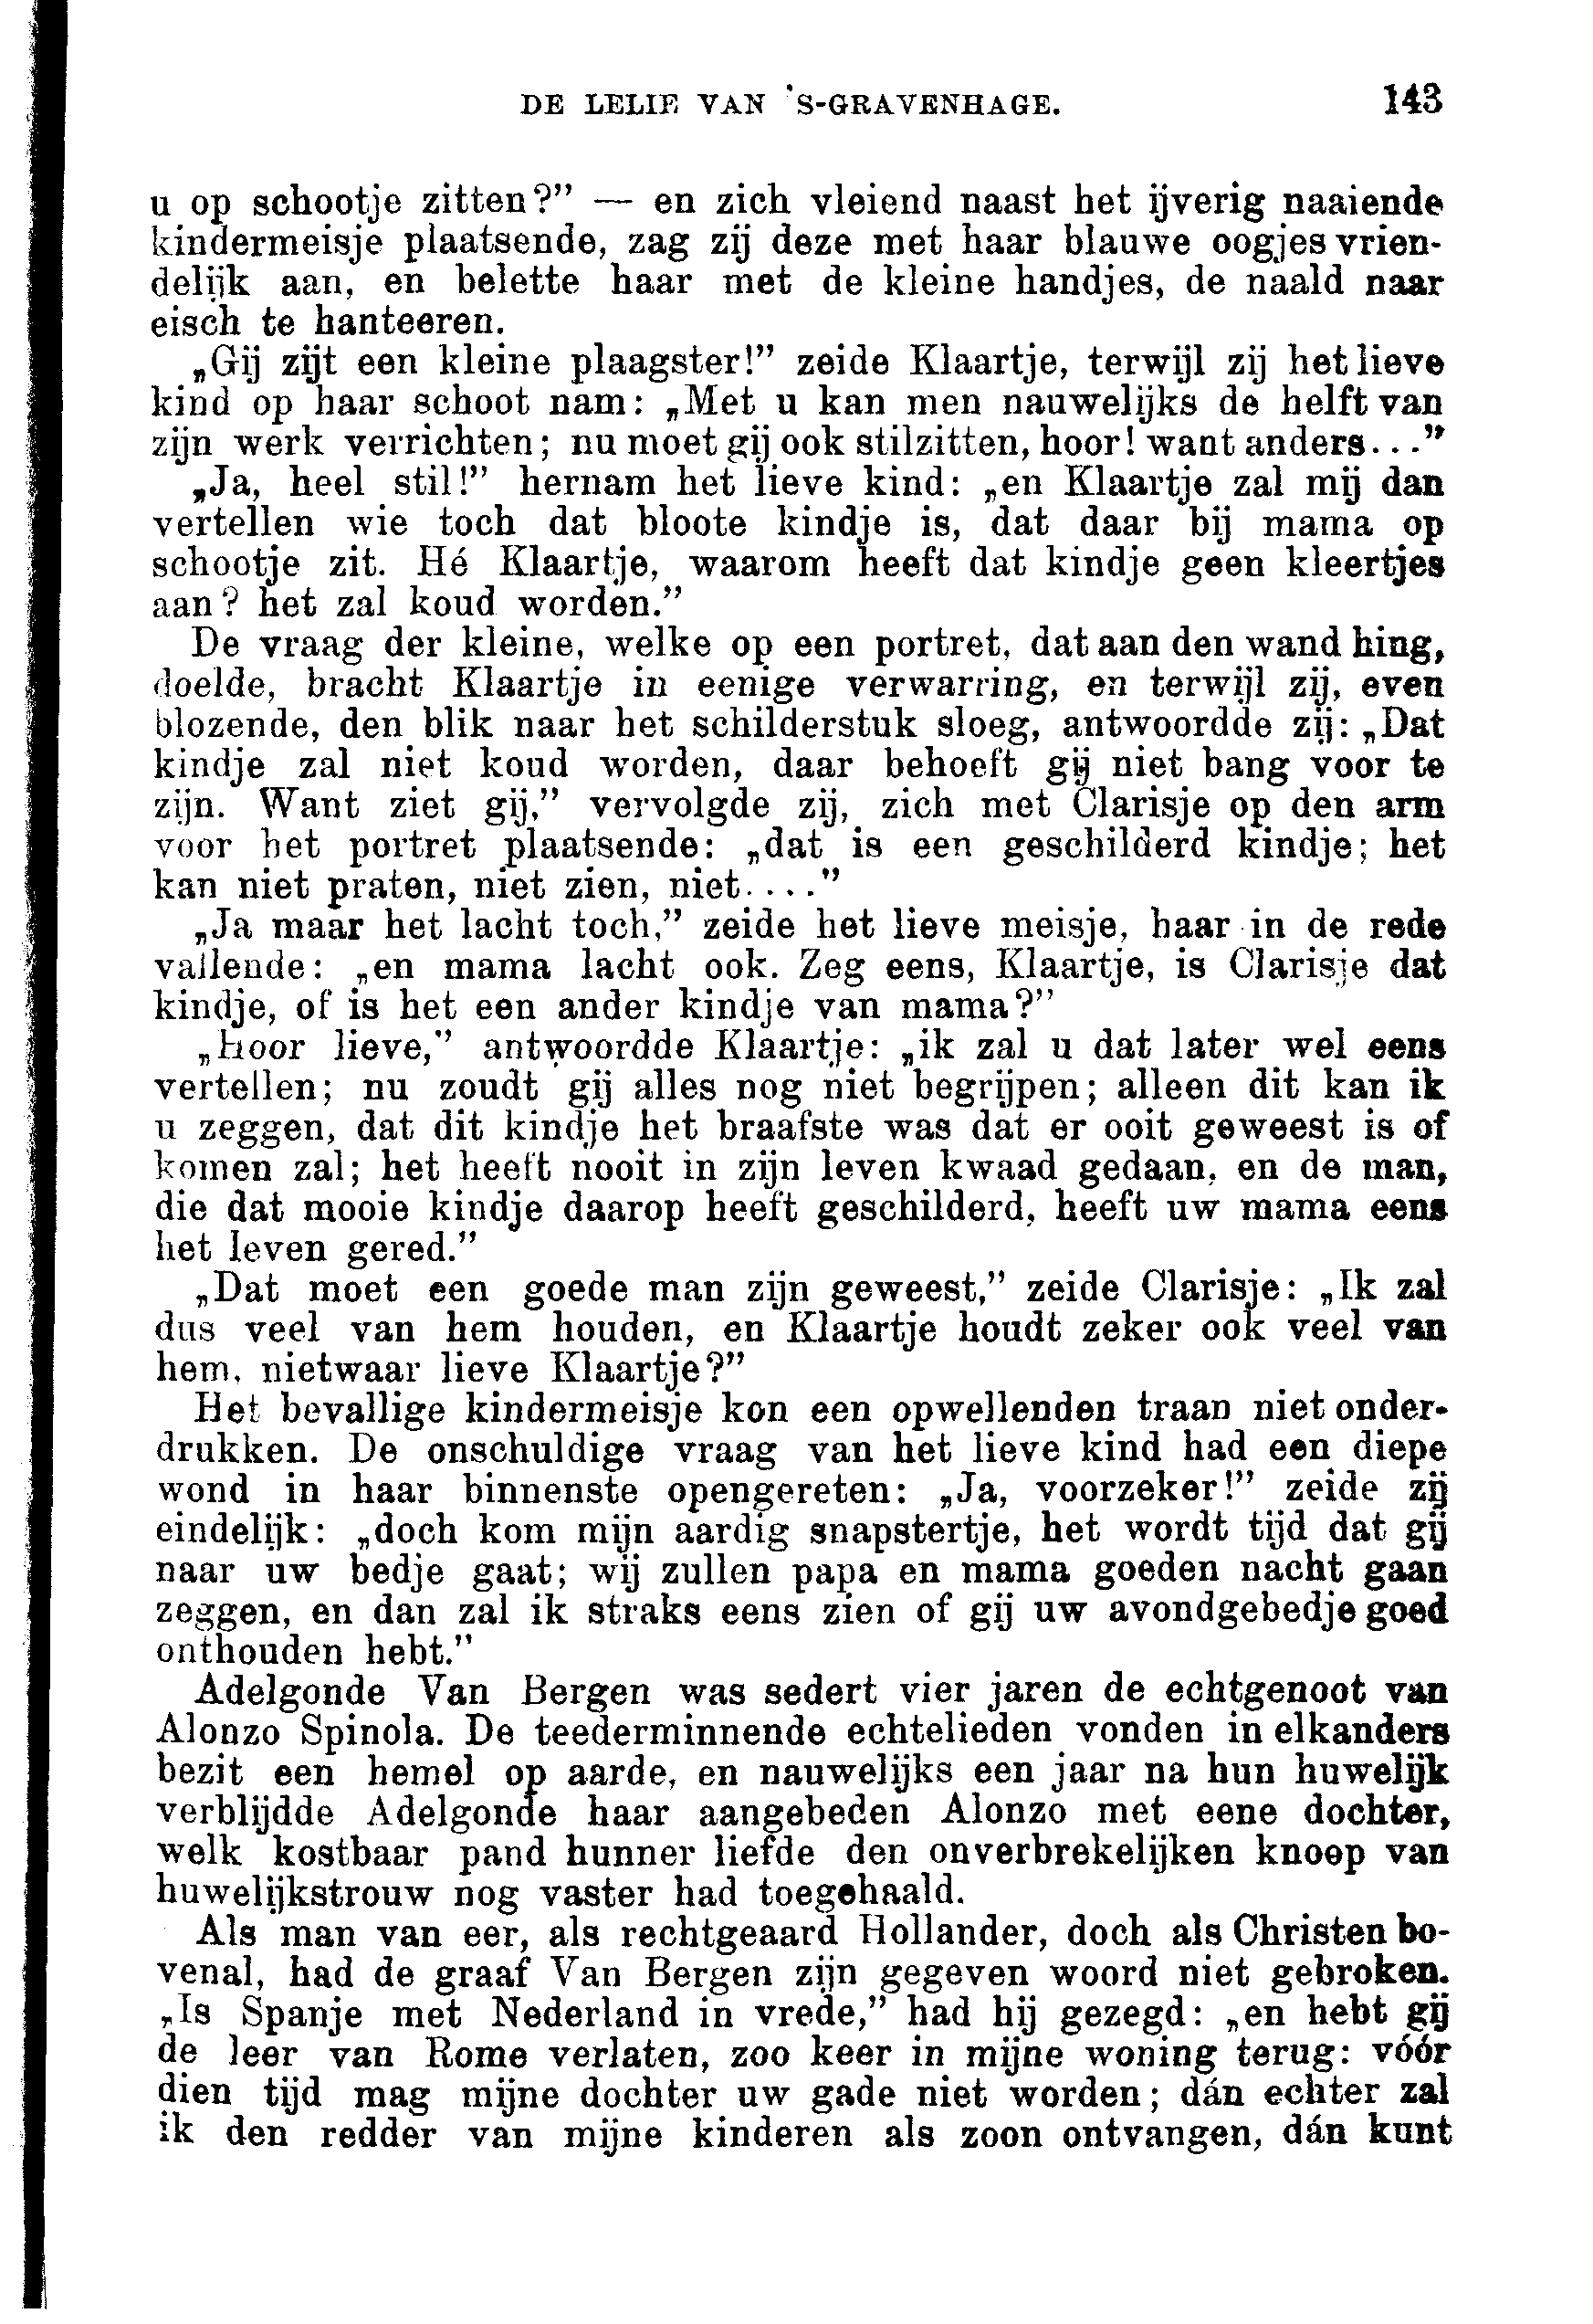 DE LELIE VAN 'S-GRAVENHAGE. 143
u op schootje zitten?” — en zich vleiend naast het ijverig naaiende
kindermeisje plaatsende, zag zij deze met haar blauwe oogjes vrien-
delijk aan, en belette haar met de kleine handjes, de naald naar
eisch te hanteeren.
„Gij zijt een kleine plaagster!” zeide Klaartje, terwijl zij het lieve
kind op haar schoot nam: „Met u kan men nauwelijks de helft van
zijn werk verrichten; nu moet gij ook stilzitten, hoor! want anders...”
„Ja, heel stil!” hernam het lieve kind: „en Klaartje zal mij dan
vertellen wie toch dat bloote kindje is, dat daar bij mama op
schootje zit. Hé Klaartje, waarom heeft dat kindje geen kleertjes
aan? het zal koud worden.”
De vraag der kleine, welke op een portret, dat aan den wand hing,
doelde, bracht Klaartje in eenige verwarring, en terwijl zij, even
blozende, den blik naar het schilderstuk sloeg, antwoordde zij: „Dat
kindje zal niet koud worden, daar behoeft gij niet bang voor te
zijn. Want ziet gij,” vervolgde zij, zich met Clarisje op den arm
voor het portret plaatsende: „dat is een geschilderd kindje; het
kan niet praten, niet zien, niet....”
„Ja maar het lacht toch,” zeide het lieve meisje, haar in de rede
vallende: „en mama lacht ook. Zeg eens, Klaartje, is Clarisje dat
kindje, of is het een ander kindje van mama?”
„Hoor lieve,” antwoordde Klaartje: „ik zal u dat later wel eens
vertellen; nu zoudt gij alles nog niet begrijpen; alleen dit kan ik
u zeggen, dat dit kindje het braafste was dat er ooit geweest is of
komen zal; het heeft nooit in zijn leven kwaad gedaan, en de man,
die dat mooie kindje daarop heeft geschilderd, heeft uw mama eens
het leven gered.”
„Dat moet een goede man zijn geweest,” zeide Clarisje: „Ik zal
dus veel van hem houden, en Klaartje houdt zeker ook veel van
hem, nietwaar lieve Klaartje?”
Het bevallige kindermeisje kon een opwellenden traan niet onder-
drukken. De onschuldige vraag van het lieve kind had een diepe
wond in haar binnenste opengereten: „Ja, voorzeker!” zeide zij
eindelijk: „doch kom mijn aardig snapstertje, het wordt tijd dat gij
naar uw bedje gaat; wij zullen papa en mama goeden nacht gaan
zeggen, en dan zal ik straks eens zien of gij uw avondgebedje goed
onthouden hebt.”
Adelgonde Van Bergen was sedert vier jaren de echtgenoot van
Alonzo Spinola. De teederminnende echtelieden vonden in elkanders
bezit een hemel op aarde, en nauwelijks een jaar na hun huwelijk
verblijdde Adelgonde haar aangebeden Alonzo met eene dochter,
welk kostbaar pand hunner liefde den onverbrekelijken knoop van
huwelijkstrouw nog vaster had toegehaald.
Als man van eer, als rechtgeaard Hollander, doch als Christen bo-
venal, had de graaf Van Bergen zijn gegeven woord niet gebroken.
„Is Spanje met Nederland in vrede,” had hij gezegd: „en hebt gij
de leer van Rome verlaten, zoo keer in mijne woning terug: vóór
dien tijd mag mijne dochter uw gade niet worden; dán echter zal
ik den redder van mijne kinderen als zoon ontvangen, dán kunt